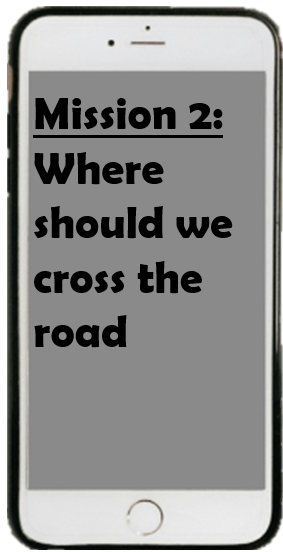 Mission 2:
Where
should we
cross the
road